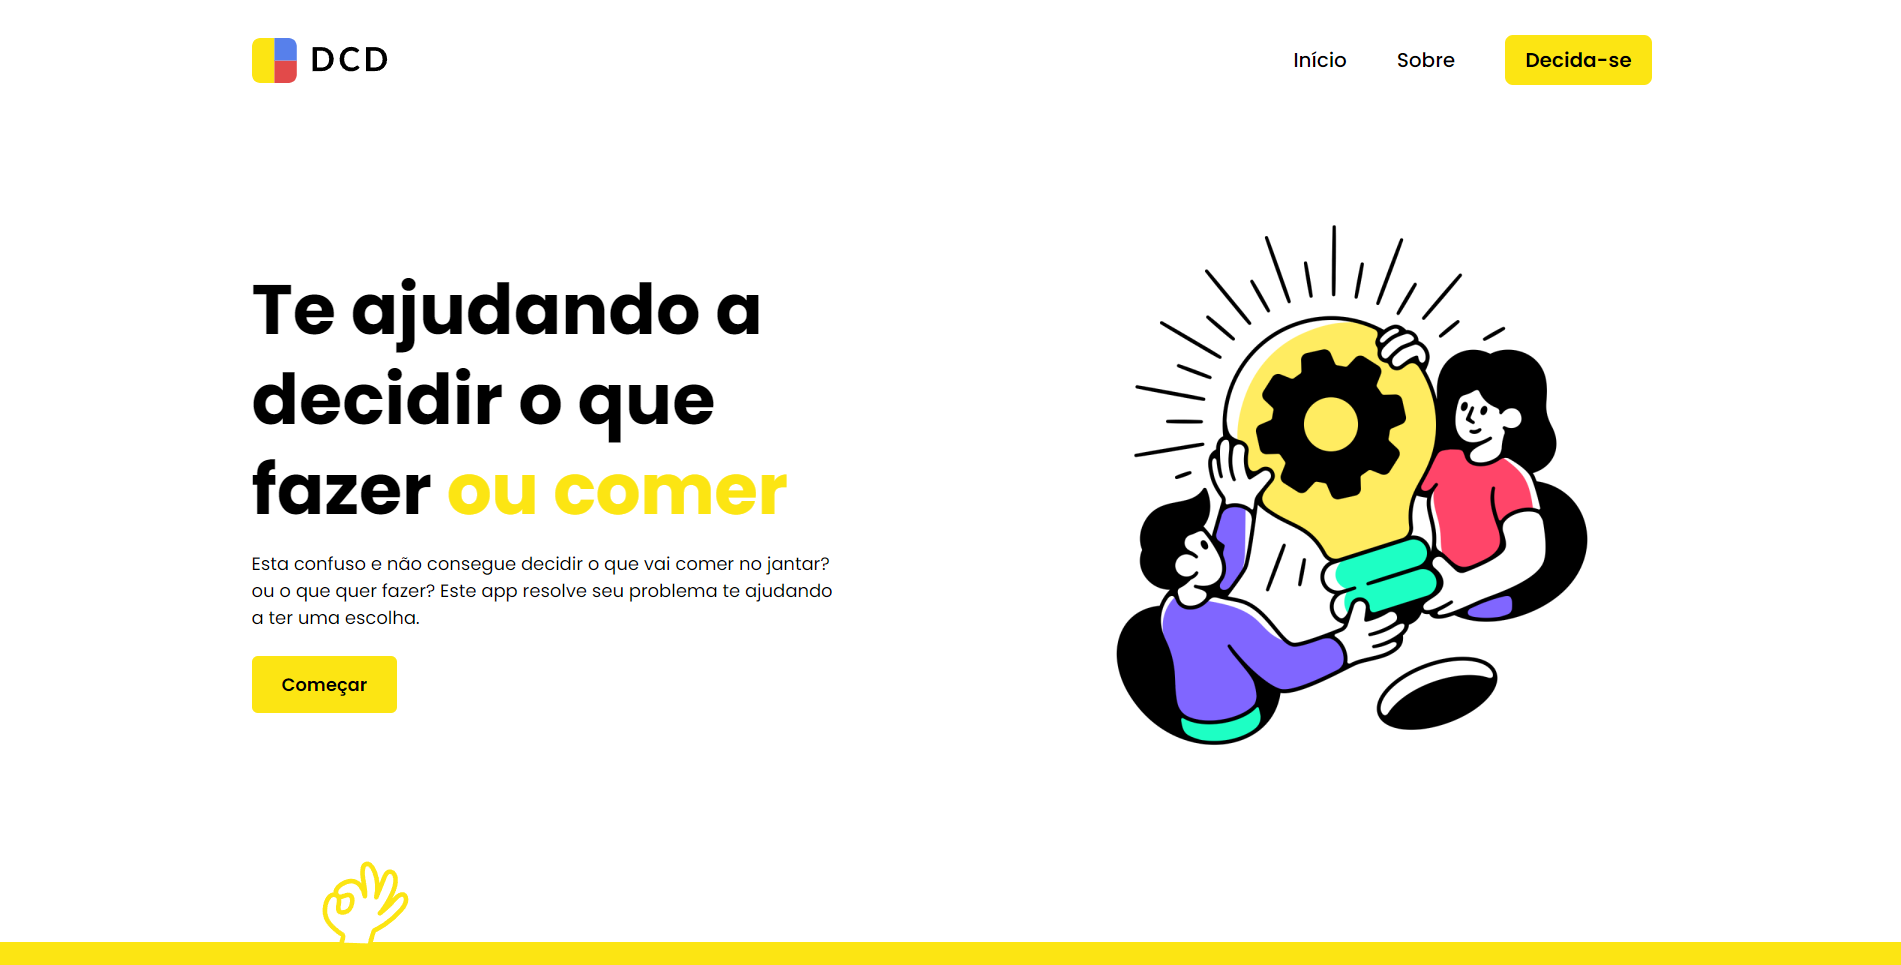 DCD
Início
Sobre
Decida-se
Te ajudando a
decidir o que
fazer ou comer
Esta confuso e não consegue decidir o que vai comer no jantar?
ou o que quer fazer? Este app resolve seu problema te ajudando
a ter uma escolha.
Começar